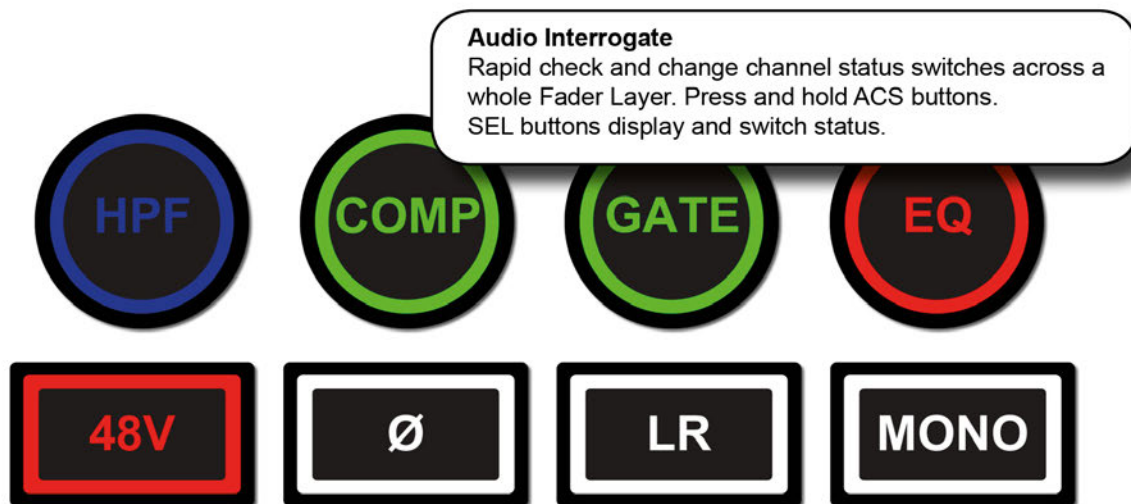 Audio Interrogate
Rapid check and change channel status switches across a
whole Fader Layer. Press and hold ACS buttons.
SEL buttons display and switch status.
HPF COMP GATE EQ
48V Ø LR MONO